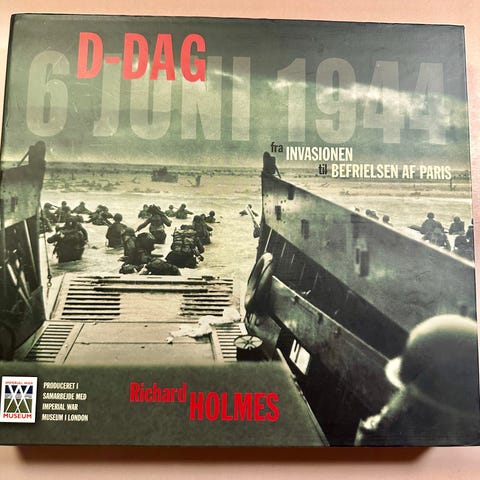 D-DAG
6 JUNI 1944
fra INVASIONEN
til BEFRIELSEN AF PARIS
Richard
HOLMES
IMPERIAL WAR
MUSEUM
PRODUCERET I
SAMARBEJDE MED
IMPERIAL WAR
MUSEUM I LONDON